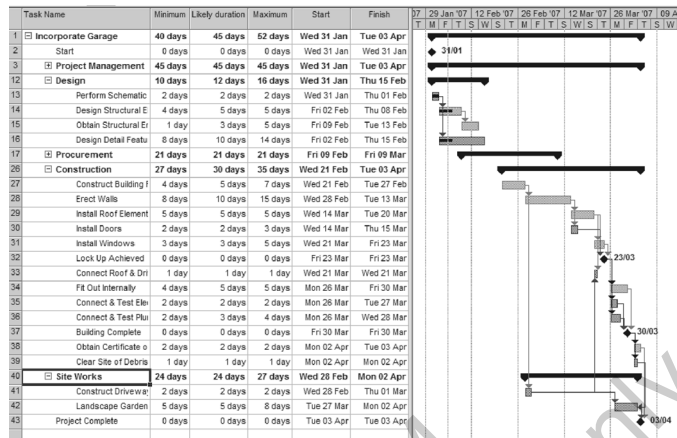 Task Name Minimum Likely duration Maximum Start Finish 07 29 Jan '07 12 Feb '07 26 Feb '07 12 Mar '07 26 Mar '07 09 A
T M F T S W S T M F T S W S T M F T S W
1 Incorporate Garage 40 days 45 days 52 days Wed 31 Jan Tue 03 Apr
2 Start 0 days 0 days 0 days Wed 31 Jan Wed 31 Jan 31/01
3 Project Management 45 days 45 days 45 days Wed 31 Jan Tue 03 Apr
12 Design 10 days 12 days 16 days Wed 31 Jan Thu 15 Feb
13 Perform Schematic 2 days 2 days 2 days Wed 31 Jan Thu 01 Feb
14 Design Structural E 4 days 5 days 5 days Fri 02 Feb Thu 08 Feb
15 Obtain Structural Er 1 day 3 days 5 days Fri 09 Feb Tue 13 Feb
16 Design Detail Featu 8 days 10 days 14 days Fri 02 Feb Thu 15 Feb
17 Procurement 21 days 21 days 21 days Fri 09 Feb Fri 09 Mar
26 Construction 27 days 30 days 35 days Wed 21 Feb Tue 03 Apr
27 Construct Building F 4 days 5 days 7 days Wed 21 Feb Tue 27 Feb
28 Erect Walls 8 days 10 days 15 days Wed 28 Feb Tue 13 Mar
29 Install Roof Element 5 days 5 days 5 days Wed 14 Mar Tue 20 Mar
30 Install Doors 2 days 2 days 3 days Wed 14 Mar Thu 15 Mar
31 Install Windows 3 days 3 days 5 days Wed 21 Mar Fri 23 Mar
32 Lock Up Achieved 0 days 0 days 0 days Fri 23 Mar Fri 23 Mar 23/03
33 Connect Roof & Dri 1 day 1 day 1 day Wed 21 Mar Wed 21 Mar
34 Fit Out Internally 4 days 5 days 5 days Mon 26 Mar Fri 30 Mar
35 Connect & Test Ele 2 days 2 days 2 days Mon 26 Mar Tue 27 Mar
36 Connect & Test Plu 2 days 3 days 4 days Mon 26 Mar Wed 28 Mar
37 Building Complete 0 days 0 days 0 days Fri 30 Mar Fri 30 Mar 30/03
38 Obtain Certificate o 2 days 2 days 2 days Mon 02 Apr Tue 03 Apr
39 Clear Site of Debris 1 day 1 day 1 day Mon 02 Apr Mon 02 Apr
40 Site Works 24 days 24 days 27 days Wed 28 Feb Mon 02 Apr
41 Construct Driveway 2 days 2 days 2 days Wed 28 Feb Thu 01 Mar
42 Landscape Garden 5 days 5 days 8 days Tue 27 Mar Mon 02 Apr
43 Project Complete 0 days 0 days 0 days Tue 03 Apr Tue 03 Apr 03/04
only